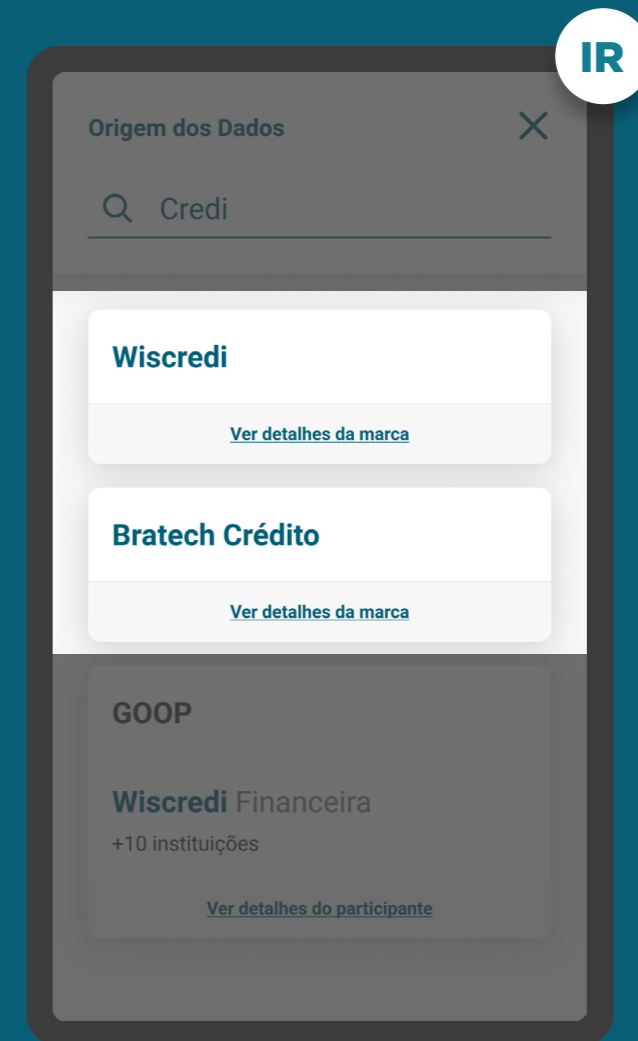 IR
Origem dos Dados
Credi
Wiscredi
Ver detalhes da marca
Bratech Crédito
Ver detalhes da marca
GOOP
Wiscredi Financeira
+10 instituições
Ver detalhes do participante